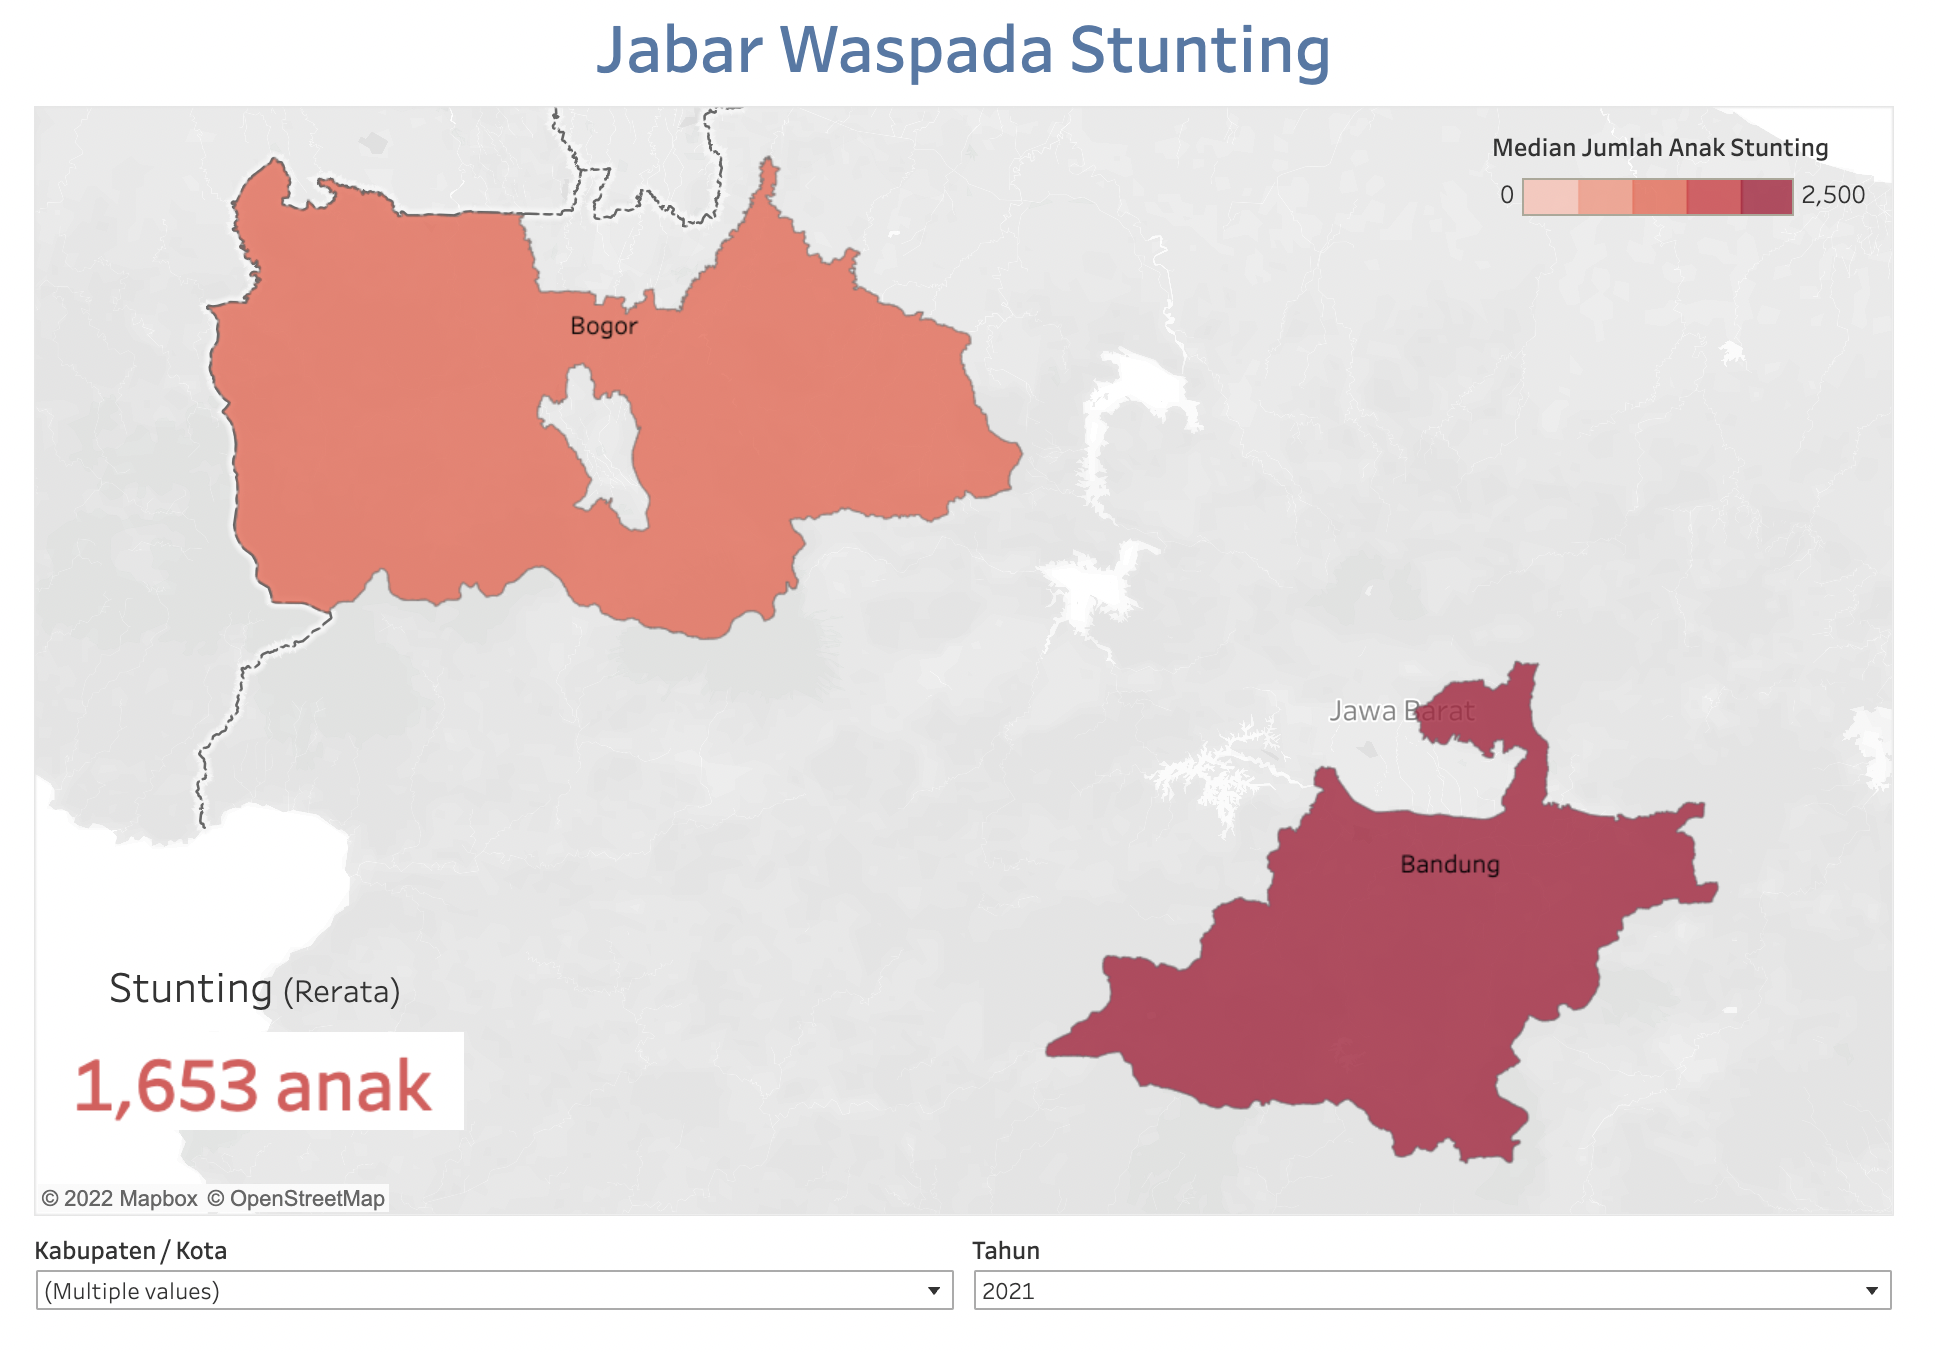 Jabar Waspada Stunting
Median Jumlah Anak Stunting
0 2,500
Bogor
Jawa Barat
Bandung
Stunting (Rerata)
1,653 anak
© 2022 Mapbox © OpenStreetMap
Kabupaten / Kota
(Multiple values)
Tahun
2021